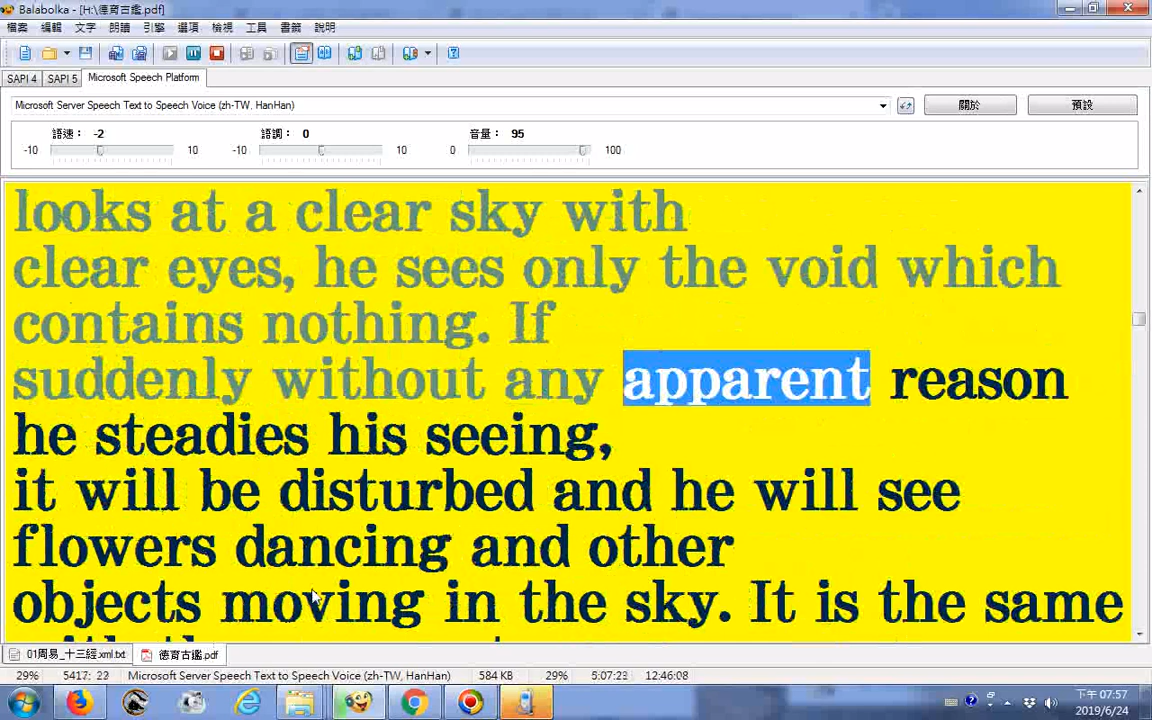 Balabolka - [H:\德育古鑑.pdf]
檔案 編輯 文字 朗讀 引擎 選項 檢視 工具 書籤 說明
SAPI 4 SAPI 5 Microsoft Speech Platform
Microsoft Server Speech Text to Speech Voice (zh-TW, HanHan) 關於 預設
語速： -2 語調： 0 音量： 95
-10 10 -10 10 0 100
looks at a clear sky with
clear eyes, he sees only the void which
contains nothing. If
suddenly without any apparent reason
he steadies his seeing,
it will be disturbed and he will see
flowers dancing and other
objects moving in the sky. It is the same
01周易_十三經.xml.txt 德育古鑑.pdf
29% 5417: 23 Microsoft Server Speech Text to Speech Voice (zh-TW, HanHan) 584 KB 29% 5:07:23 12:46:08
下午 07:57
2019/6/24